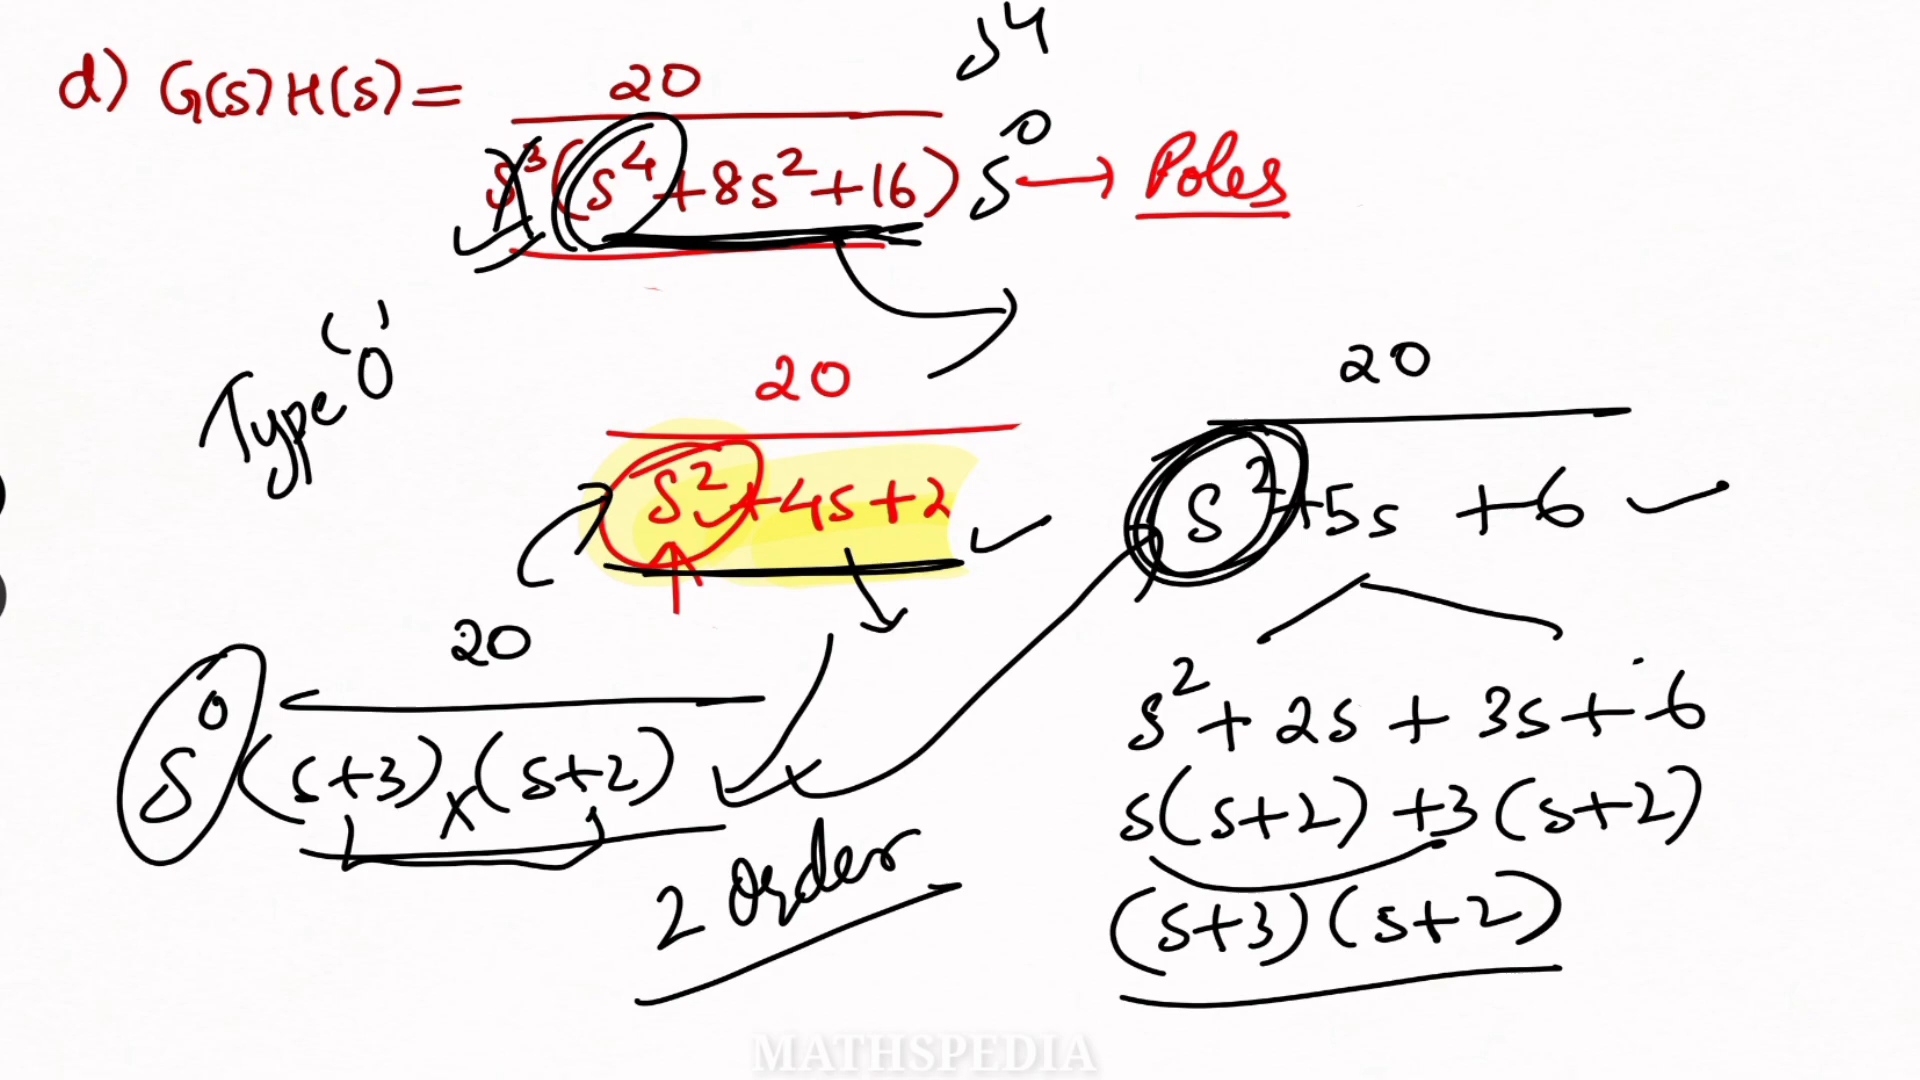 s⁴
d) G(s)H(s) = 20
s³(s⁴+8s²+16) s⁰ → Poles
Type '0'
20
s²+4s+2
20
s²+5s+6
20
s⁰(s+3)×(s+2)
2 order
s²+2s+3s+6
s(s+2)+3(s+2)
(s+3)(s+2)
MATHSPEDIA